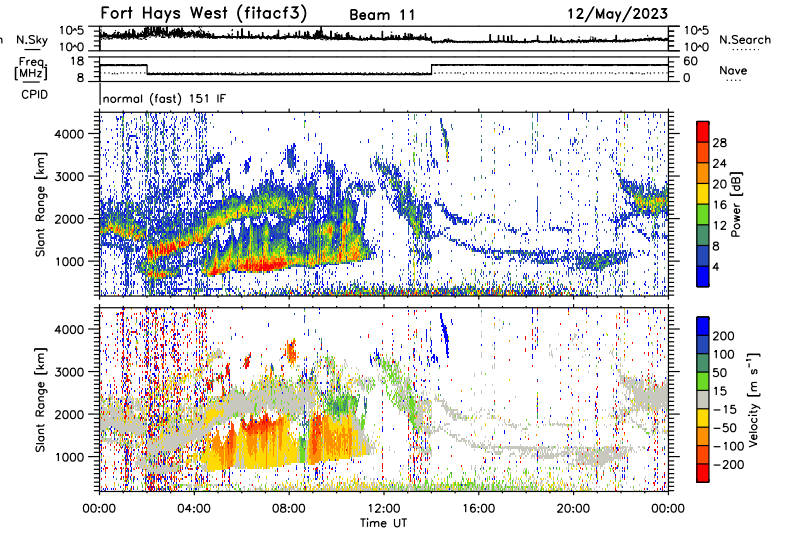 Fort Hays West (fitacf3) Beam 11 12/May/2023
N.Sky 10^5 10^0 10^5 10^0 N.Search
Freq. [MHz] 18 8 60 0 Nave
CPID normal (fast) 151 IF
4000
3000
2000
1000
Slant Range [km]
28
24
20
16
12
8
4
Power [dB]
4000
3000
2000
1000
Slant Range [km]
200
100
50
15
-15
-50
-100
-200
Velocity [m s⁻¹]
00:00 04:00 08:00 12:00 16:00 20:00 00:00
Time UT